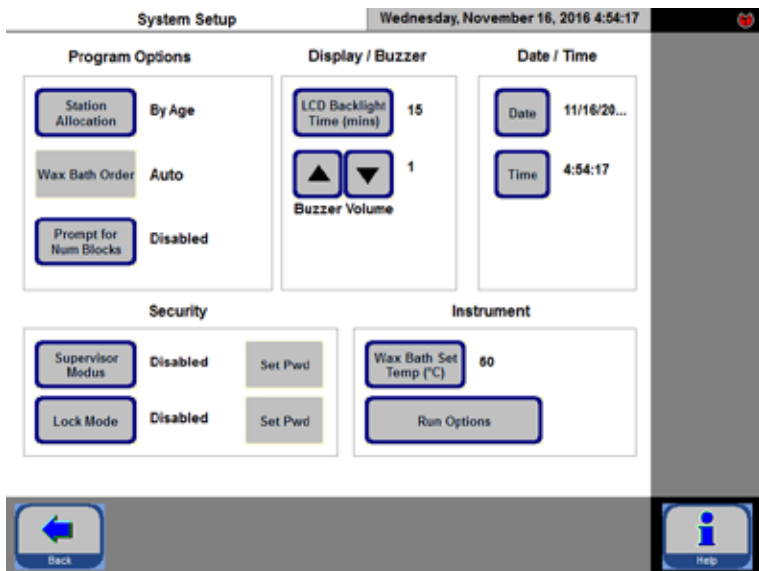 System Setup
Wednesday, November 16, 2016 4:54:17
Program Options
Display / Buzzer
Date / Time
Station
Allocation
By Age
Wax Bath Order
Auto
Prompt for
Num Blocks
Disabled
LCD Backlight
Time (mins)
15
1
Buzzer Volume
Date
11/16/20...
Time
4:54:17
Security
Instrument
Supervisor
Modus
Disabled
Set Pwd
Lock Mode
Disabled
Set Pwd
Wax Bath Set
Temp (°C)
60
Run Options
Back
Help